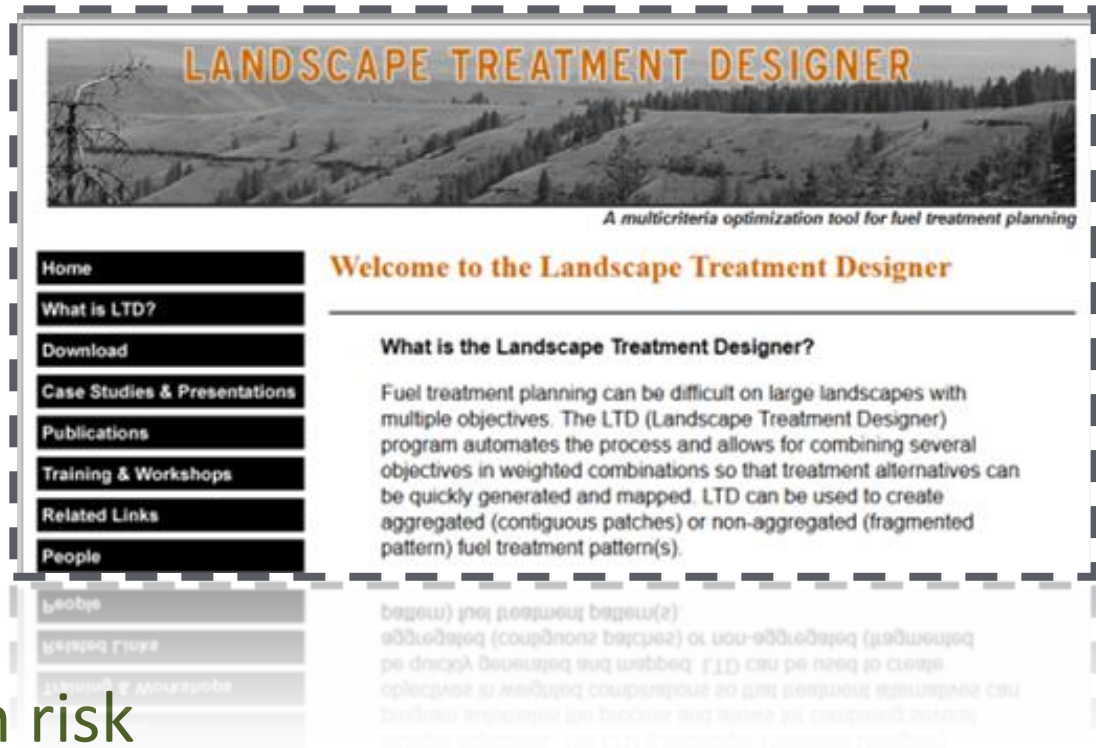 LANDSCAPE TREATMENT DESIGNER
A multicriteria optimization tool for fuel treatment planning
Home
What is LTD?
Download
Case Studies & Presentations
Publications
Training & Workshops
Related Links
People
Welcome to the Landscape Treatment Designer
What is the Landscape Treatment Designer?
Fuel treatment planning can be difficult on large landscapes with
multiple objectives. The LTD (Landscape Treatment Designer)
program automates the process and allows for combining several
objectives in weighted combinations so that treatment alternatives can
be quickly generated and mapped. LTD can be used to create
aggregated (contiguous patches) or non-aggregated (fragmented
pattern) fuel treatment pattern(s).
risk